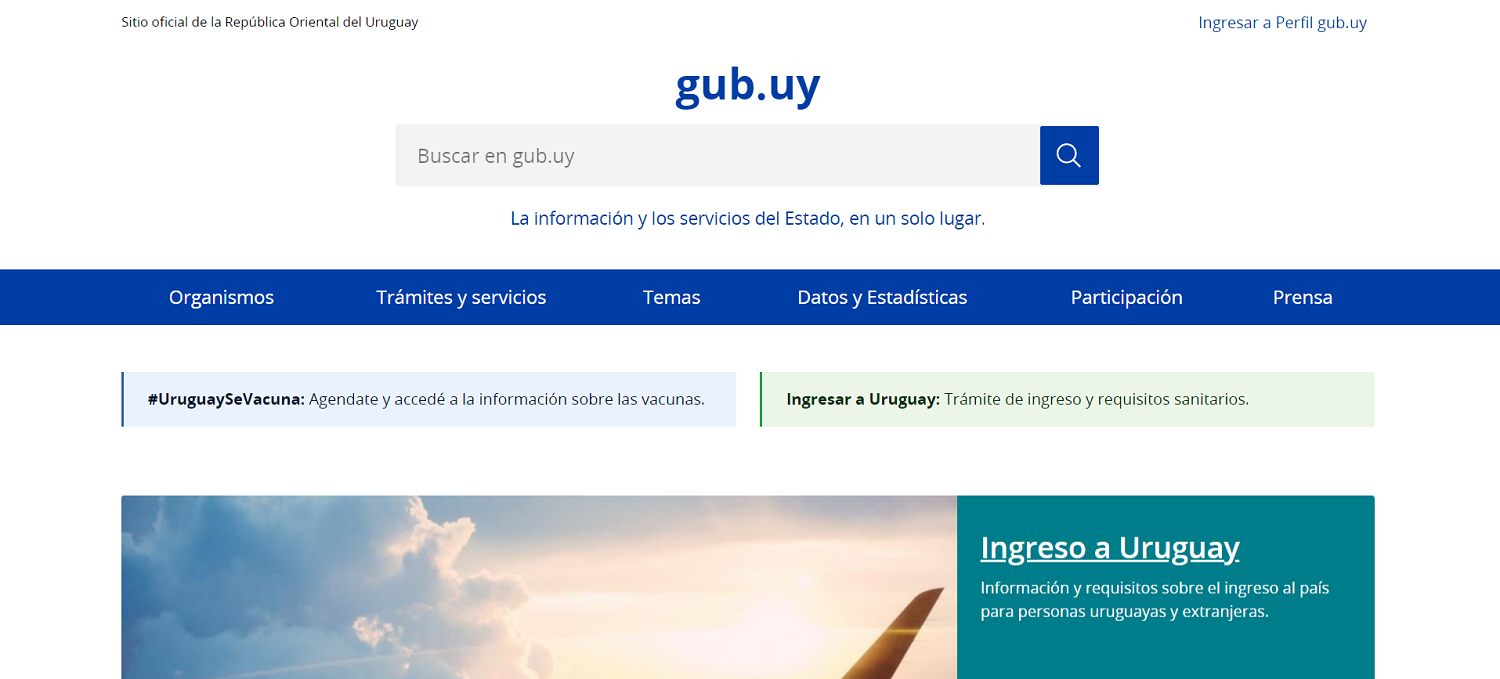 Sitio oficial de la República Oriental del Uruguay
Ingresar a Perfil gub.uy
gub.uy
Buscar en gub.uy
La información y los servicios del Estado, en un solo lugar.
Organismos
Trámites y servicios
Temas
Datos y Estadísticas
Participación
Prensa
#UruguaySeVacuna: Agendate y accedé a la información sobre las vacunas.
Ingresar a Uruguay: Trámite de ingreso y requisitos sanitarios.
Ingreso a Uruguay
Información y requisitos sobre el ingreso al país
para personas uruguayas y extranjeras.